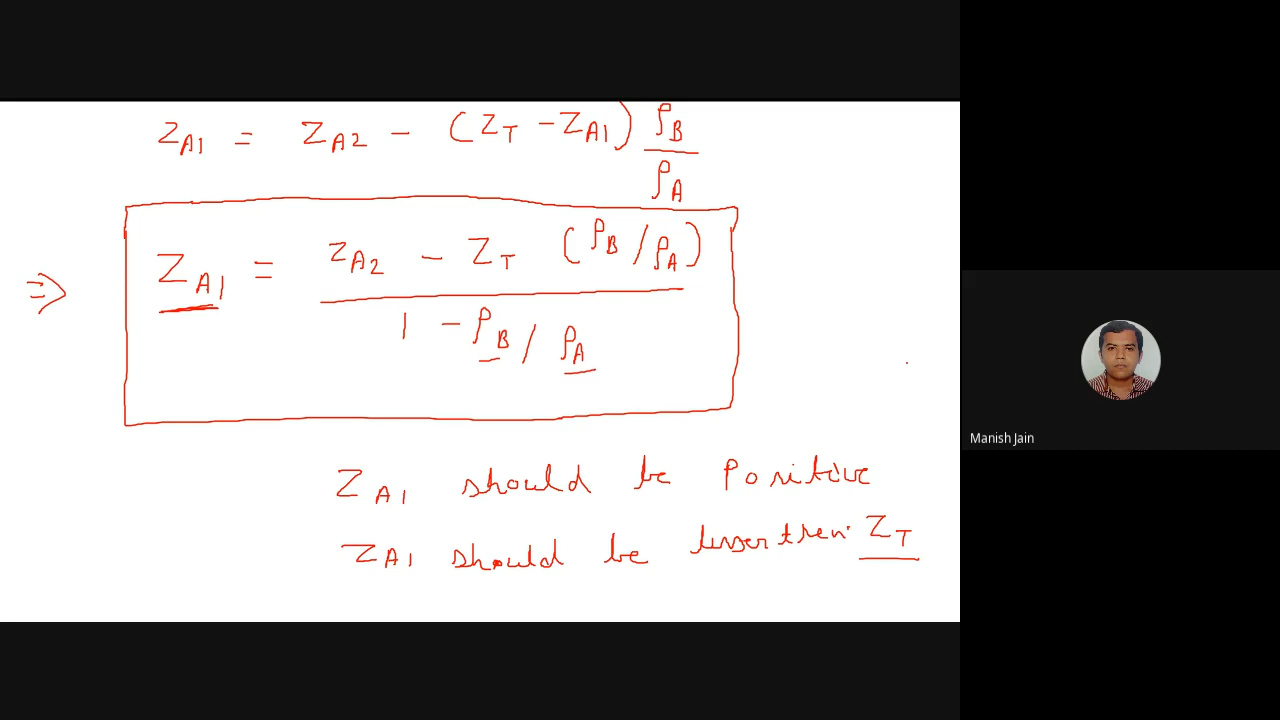 Z_A1 = Z_A2 - (Z_T - Z_A1) ρ_B / ρ_A
⇒ Z_A1 = Z_A2 - Z_T (ρ_B / ρ_A)
1 - ρ_B / ρ_A
Z_A1 should be Positive
Z_A1 should be lesser then Z_T
Manish Jain